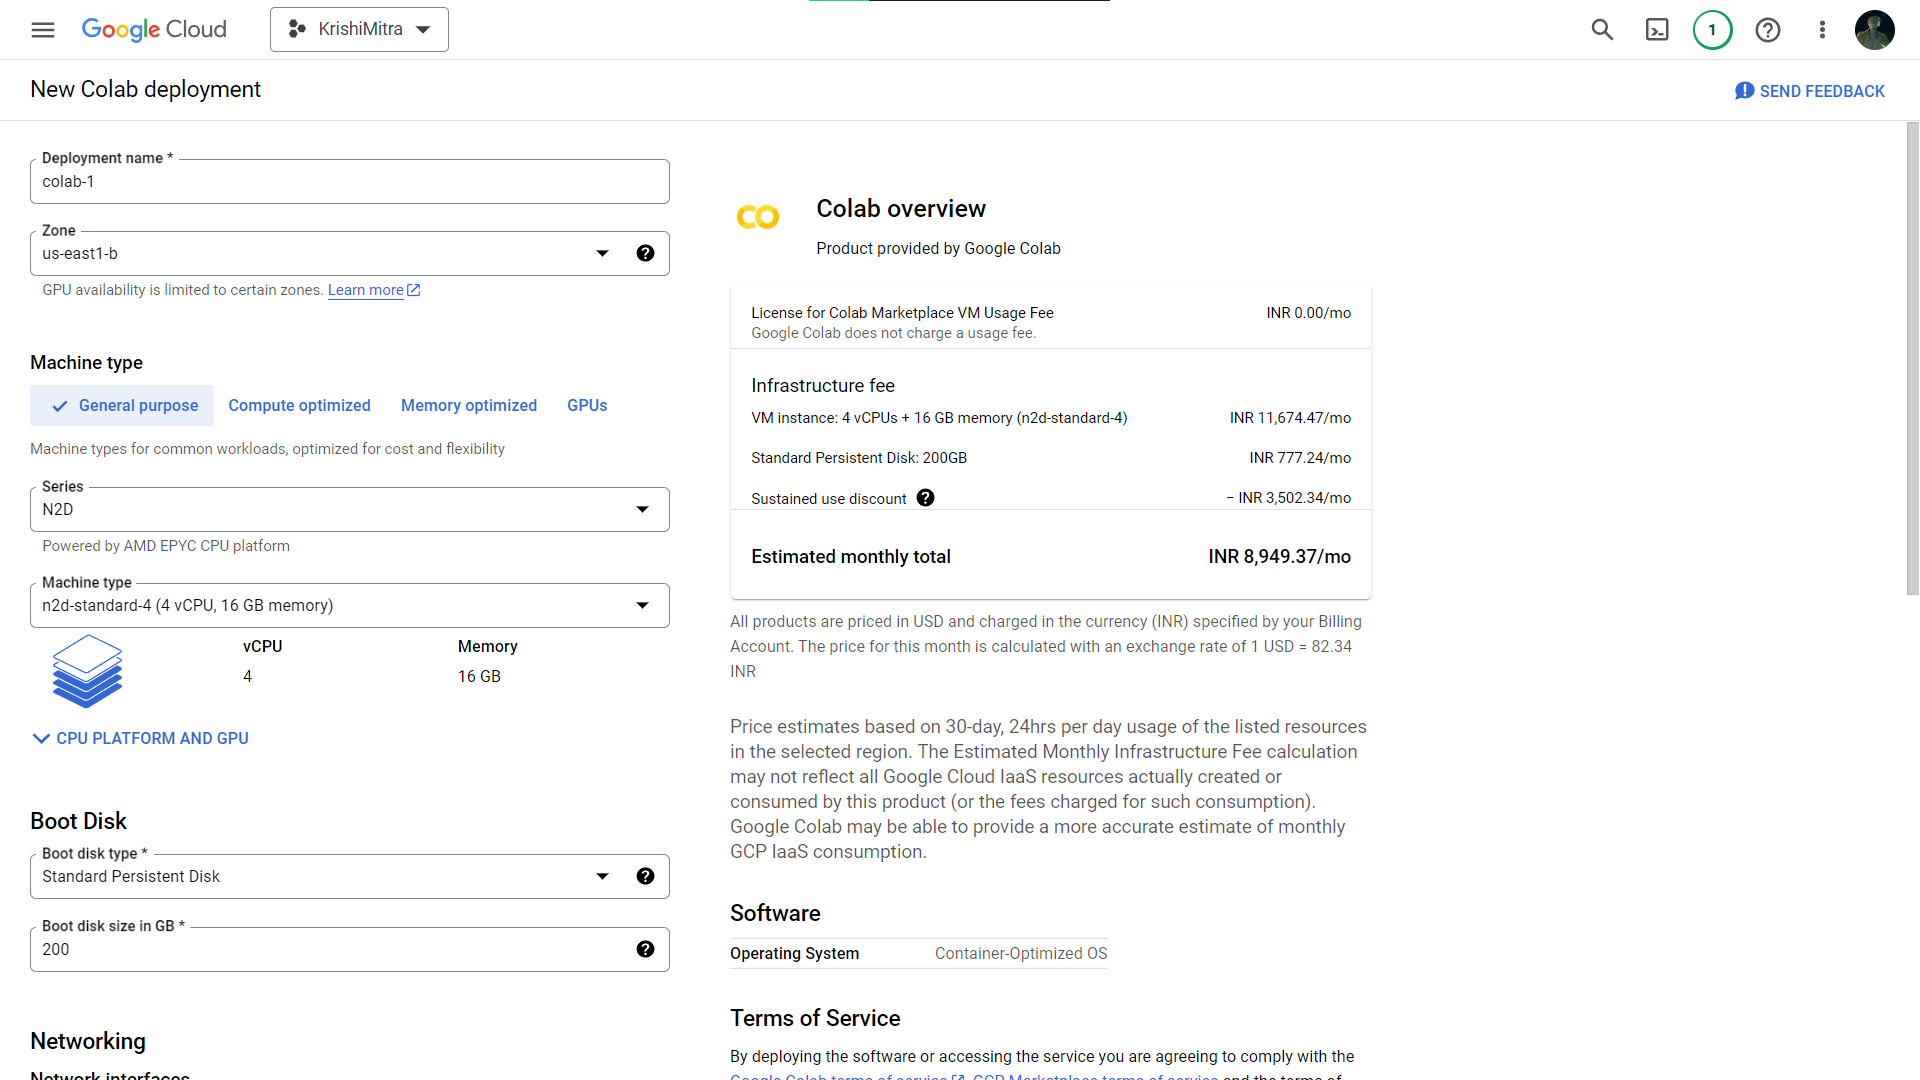 Google Cloud
KrishiMitra
1
New Colab deployment
SEND FEEDBACK
Deployment name *
colab-1
Zone
us-east1-b
GPU availability is limited to certain zones. Learn more
Machine type
General purpose
Compute optimized
Memory optimized
GPUs
Machine types for common workloads, optimized for cost and flexibility
Series
N2D
Powered by AMD EPYC CPU platform
Machine type
n2d-standard-4 (4 vCPU, 16 GB memory)
vCPU
Memory
4
16 GB
CPU PLATFORM AND GPU
Boot Disk
Boot disk type *
Standard Persistent Disk
Boot disk size in GB *
200
Networking
Network interfaces
Colab overview
Product provided by Google Colab
License for Colab Marketplace VM Usage Fee INR 0.00/mo
Google Colab does not charge a usage fee.
Infrastructure fee
VM instance: 4 vCPUs + 16 GB memory (n2d-standard-4) INR 11,674.47/mo
Standard Persistent Disk: 200GB INR 777.24/mo
Sustained use discount − INR 3,502.34/mo
Estimated monthly total INR 8,949.37/mo
All products are priced in USD and charged in the currency (INR) specified by your Billing
Account. The price for this month is calculated with an exchange rate of 1 USD = 82.34
INR
Price estimates based on 30-day, 24hrs per day usage of the listed resources
in the selected region. The Estimated Monthly Infrastructure Fee calculation
may not reflect all Google Cloud IaaS resources actually created or
consumed by this product (or the fees charged for such consumption).
Google Colab may be able to provide a more accurate estimate of monthly
GCP IaaS consumption.
Software
Operating System Container-Optimized OS
Terms of Service
By deploying the software or accessing the service you are agreeing to comply with the
Google Colab terms of service, GCP Marketplace terms of service and the terms of